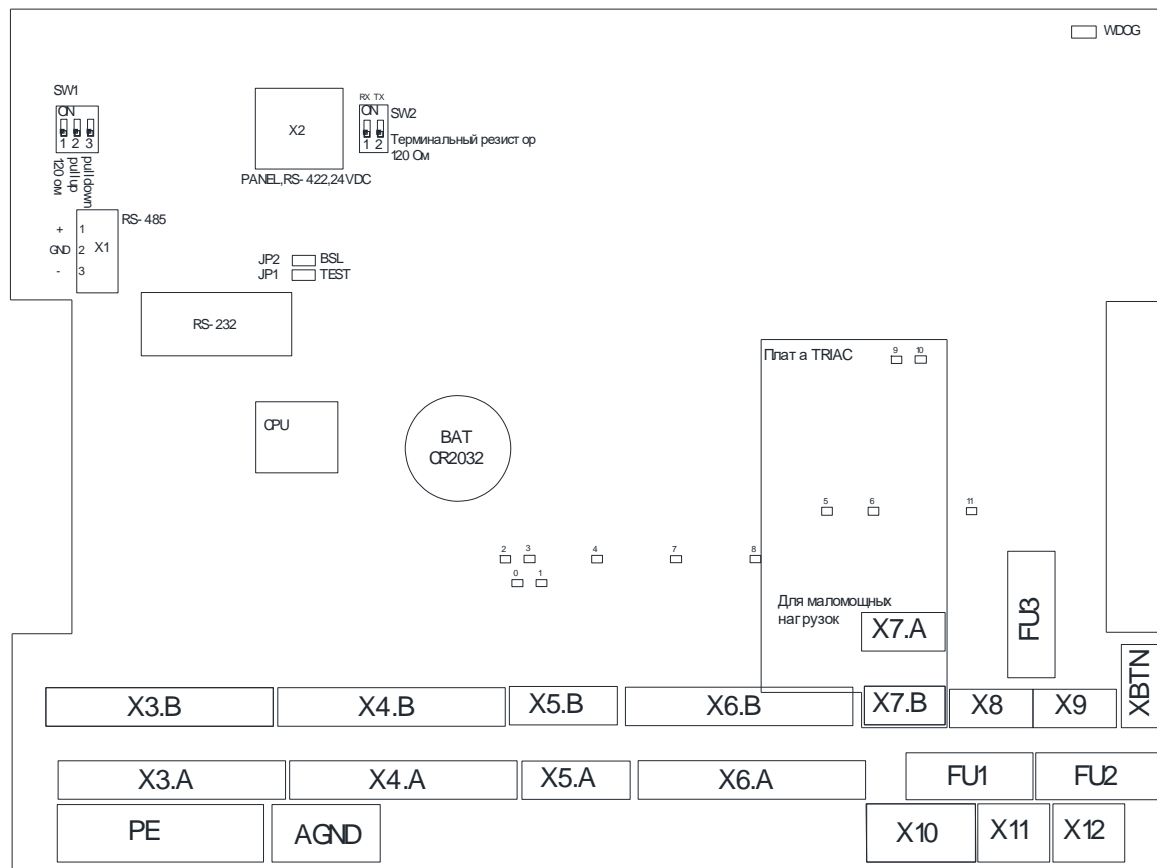 WDOG
SW1
ON
1 2 3
120 ом
pull up
pull down
X2
PANEL,RS-422,24VDC
RX TX
ON
1 2
SW2
Терминальный резистор
120 Ом
RS-485
+ 1
GND 2
- 3
X1
JP2 BSL
JP1 TEST
RS-232
Плата TRIAC
9 10
CPU
BAT
CR2032
5 6 11
2 3 4 7 8
0 1
Для маломощных
нагрузок
X7.A
FU3
XBTN
X3.B X4.B X5.B X6.B X7.B X8 X9
X3.A X4.A X5.A X6.A FU1 FU2
PE AGND X10 X11 X12